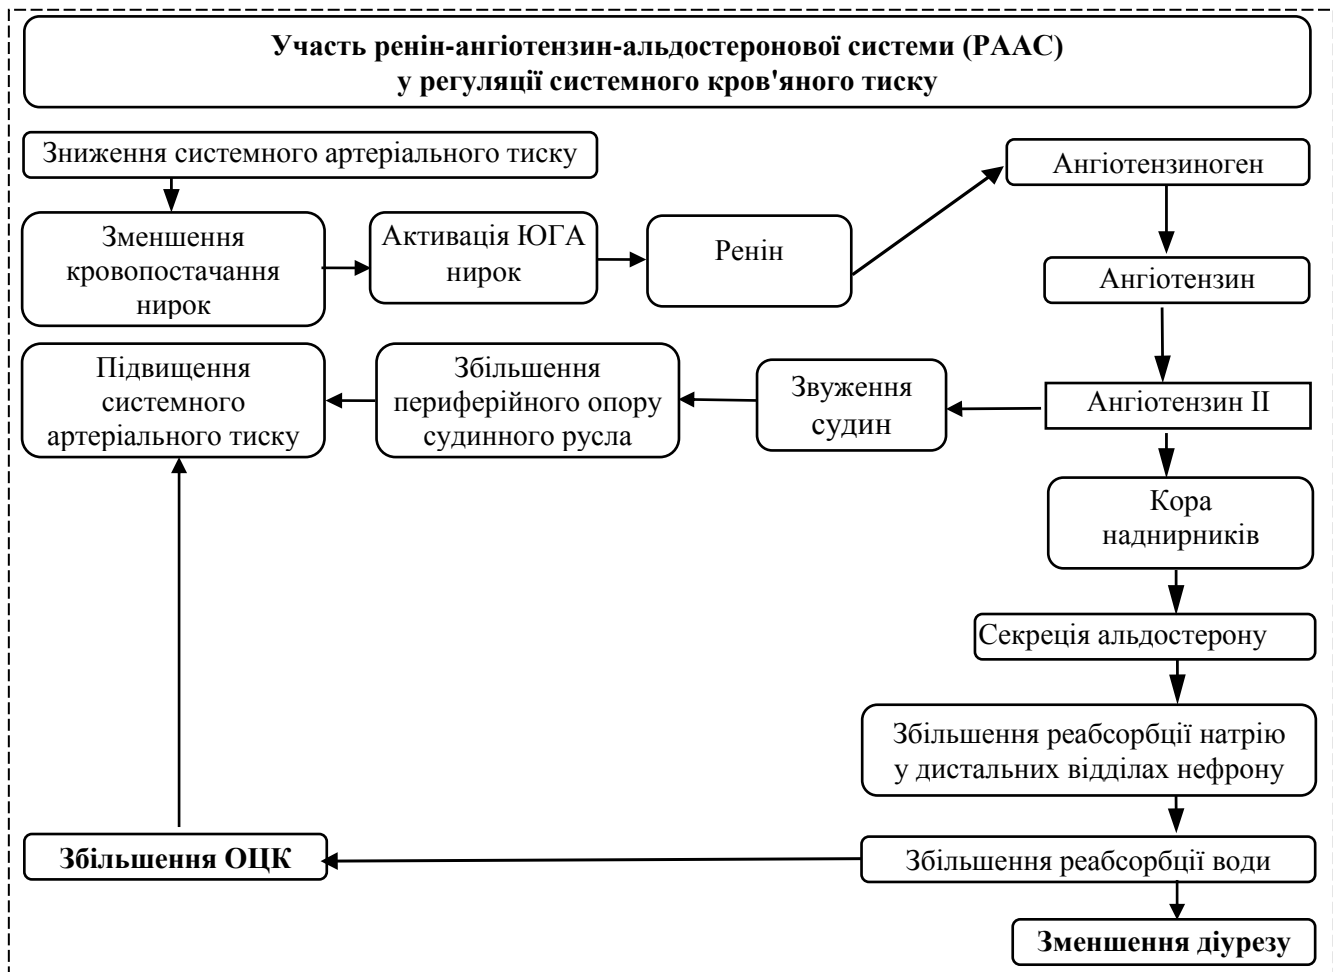 Участь ренін-ангіотензин-альдостеронової системи (РААС)
у регуляції системного кров'яного тиску
Зниження системного артеріального тиску
Ангіотензиноген
Зменшення
кровопостачання
нирок
Активація ЮГА
нирок
Ренін
Ангіотензин
Підвищення
системного
артеріального тиску
Збільшення
периферійного опору
судинного русла
Звуження
судин
Ангіотензин ІІ
Кора
наднирників
Секреція альдостерону
Збільшення реабсорбції натрію
у дистальних відділах нефрону
Збільшення ОЦК
Збільшення реабсорбції води
Зменшення діурезу